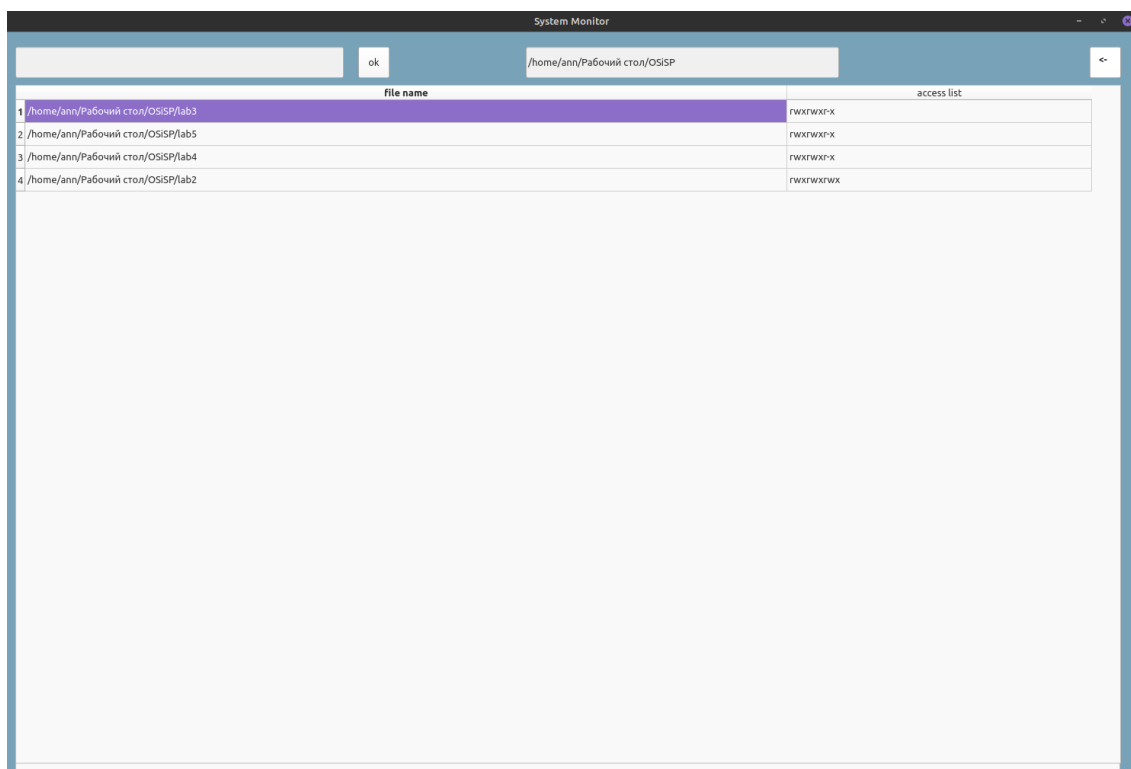 System Monitor
ok /home/ann/Рабочий стол/OSiSP <-
file name access list
1 /home/ann/Рабочий стол/OSiSP/lab3 rwxrwxr-x
2 /home/ann/Рабочий стол/OSiSP/lab5 rwxrwxr-x
3 /home/ann/Рабочий стол/OSiSP/lab4 rwxrwxr-x
4 /home/ann/Рабочий стол/OSiSP/lab2 rwxrwxrwx